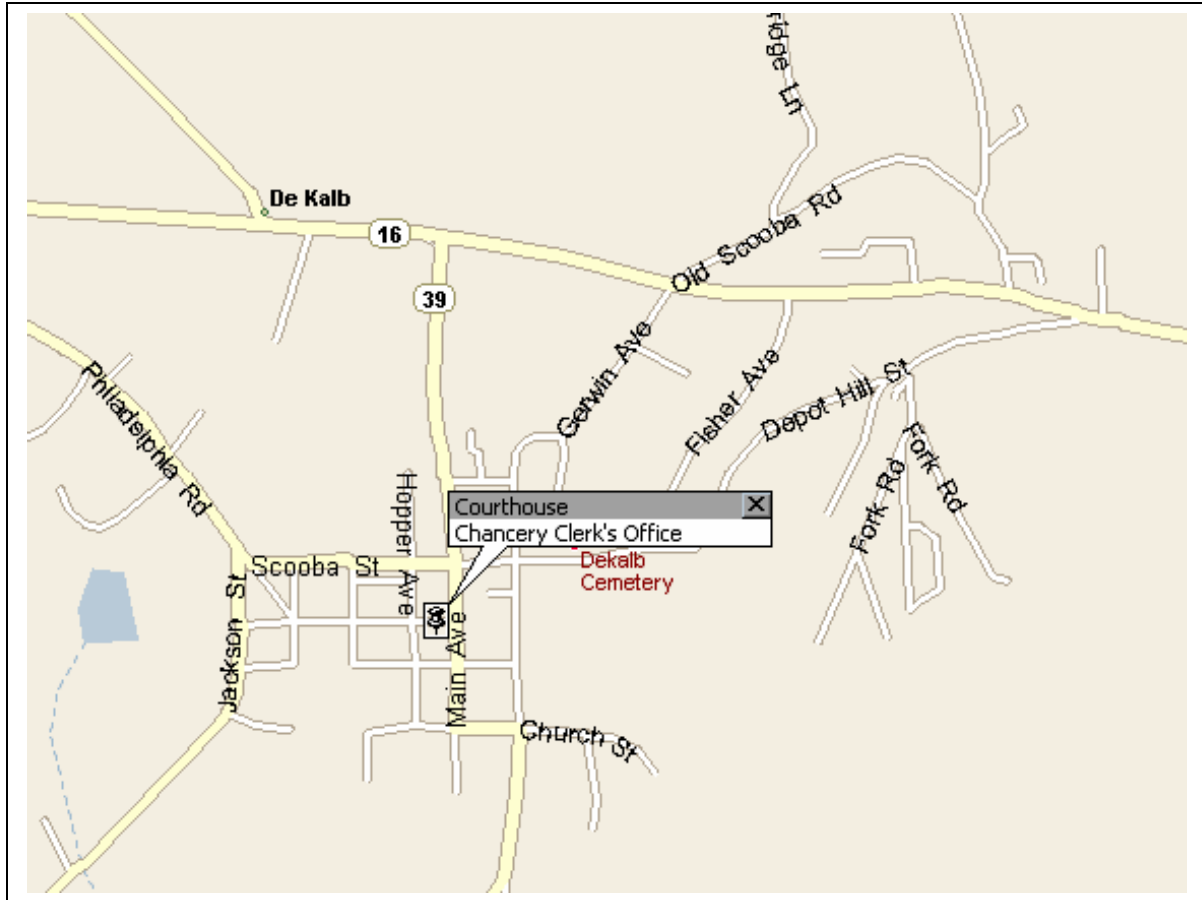 ridge Ln
De Kalb
16
Old Scooba Rd
39
Philadelphia Rd
Gerwin Ave
Fisher Ave
Depot Hill St
Fork Rd
Fork Rd
Hopper Ave
Courthouse
Chancery Clerk's Office
Scooba St
Dekalb
Cemetery
Jackson St
Main Ave
Church St